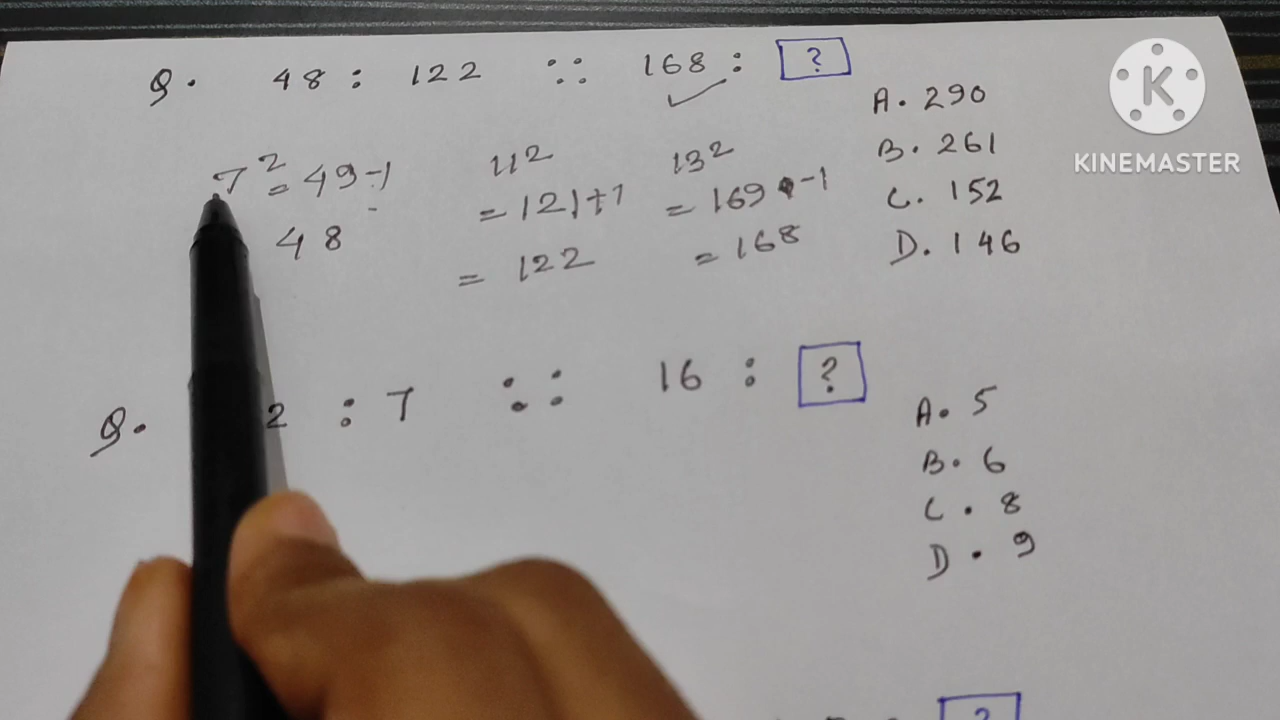 Q. 48 : 122 :: 168 : ?
A. 290
B. 261
C. 152
D. 146
7² = 49-1
48
11²
= 121+1
= 122
13²
= 169 -1
= 168
Q. 2 : 7 :: 16 : ?
A. 5
B. 6
C. 8
D. 9
?
K
KINEMASTER